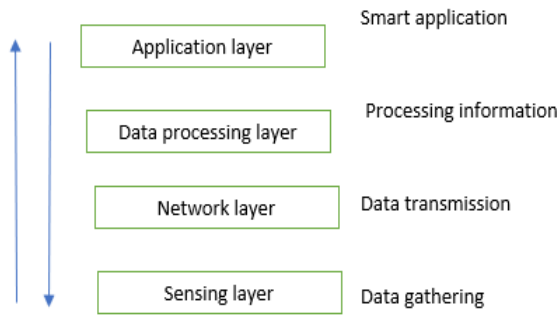 Smart application
Application layer
Processing information
Data processing layer
Network layer
Data transmission
Sensing layer
Data gathering